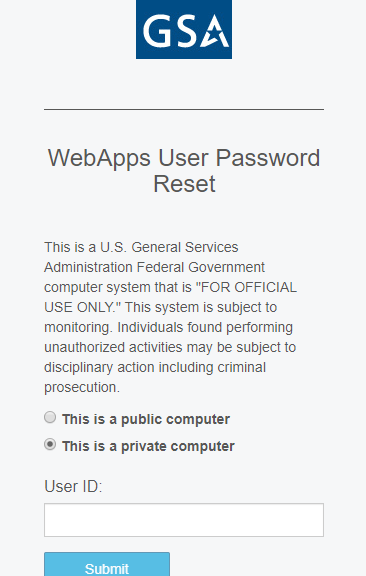 GSA
WebApps User Password
Reset
This is a U.S. General Services
Administration Federal Government
computer system that is "FOR OFFICIAL
USE ONLY." This system is subject to
monitoring. Individuals found performing
unauthorized activities may be subject to
disciplinary action including criminal
prosecution.
This is a public computer
This is a private computer
User ID:
Submit